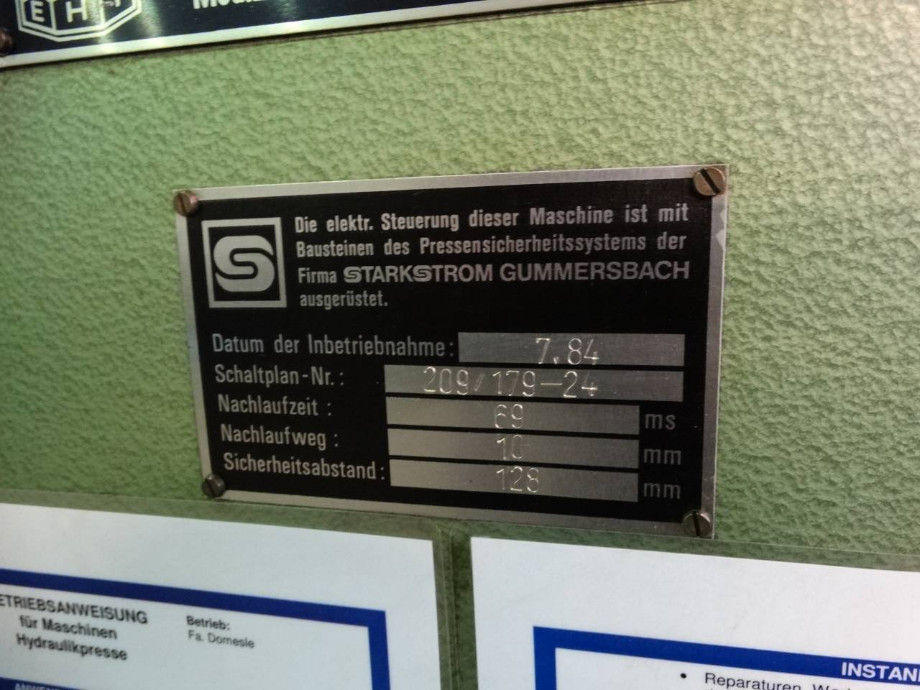 Die elektr. Steuerung dieser Maschine ist mit
Bausteinen des Pressensicherheitssystems der
Firma STARKSTROM GUMMERSBACH
ausgerüstet.
Datum der Inbetriebnahme: 7.84
Schaltplan-Nr.: 209/179-24
Nachlaufzeit: 69 ms
Nachlaufweg: 10 mm
Sicherheitsabstand: 128 mm
für Maschinen
Hydraulikpresse
Betrieb:
Fa. Domesle
• Reparaturen,